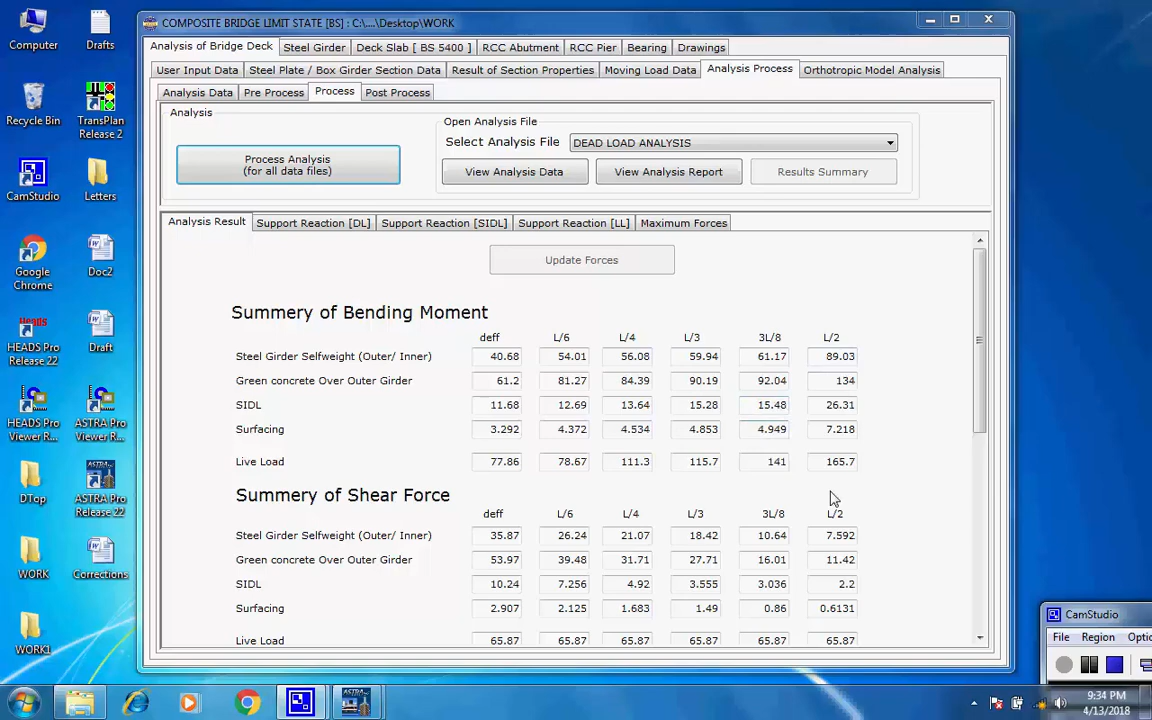 COMPOSITE BRIDGE LIMIT STATE [BS] : C:\....\Desktop\WORK
Analysis of Bridge Deck
Steel Girder
Deck Slab [ BS 5400 ]
RCC Abutment
RCC Pier
Bearing
Drawings
User Input Data
Steel Plate / Box Girder Section Data
Result of Section Properties
Moving Load Data
Analysis Process
Orthotropic Model Analysis
Analysis Data
Pre Process
Process
Post Process
Analysis
Process Analysis
(for all data files)
Open Analysis File
Select Analysis File
DEAD LOAD ANALYSIS
View Analysis Data
View Analysis Report
Results Summary
Analysis Result
Support Reaction [DL]
Support Reaction [SIDL]
Support Reaction [LL]
Maximum Forces
Update Forces
Summery of Bending Moment
deff L/6 L/4 L/3 3L/8 L/2
Steel Girder Selfweight (Outer/ Inner) 40.68 54.01 56.08 59.94 61.17 89.03
Green concrete Over Outer Girder 61.2 81.27 84.39 90.19 92.04 134
SIDL 11.68 12.69 13.64 15.28 15.48 26.31
Surfacing 3.292 4.372 4.534 4.853 4.949 7.218
Live Load 77.86 78.67 111.3 115.7 141 165.7
Summery of Shear Force
deff L/6 L/4 L/3 3L/8 L/2
Steel Girder Selfweight (Outer/ Inner) 35.87 26.24 21.07 18.42 10.64 7.592
Green concrete Over Outer Girder 53.97 39.48 31.71 27.71 16.01 11.42
SIDL 10.24 7.256 4.92 3.555 3.036 2.2
Surfacing 2.907 2.125 1.683 1.49 0.86 0.6131
Live Load 65.87 65.87 65.87 65.87 65.87 65.87
Computer
Drafts
Recycle Bin
TransPlan
Release 2
CamStudio
Letters
Google
Chrome
Doc2
HEADS Pro
Release 22
Draft
HEADS Pro
Viewer R...
ASTRA Pro
Viewer R...
DTop
ASTRA Pro
Release 22
WORK
Corrections
WORK1
CamStudio
File Region Optio
9:34 PM
4/13/2018